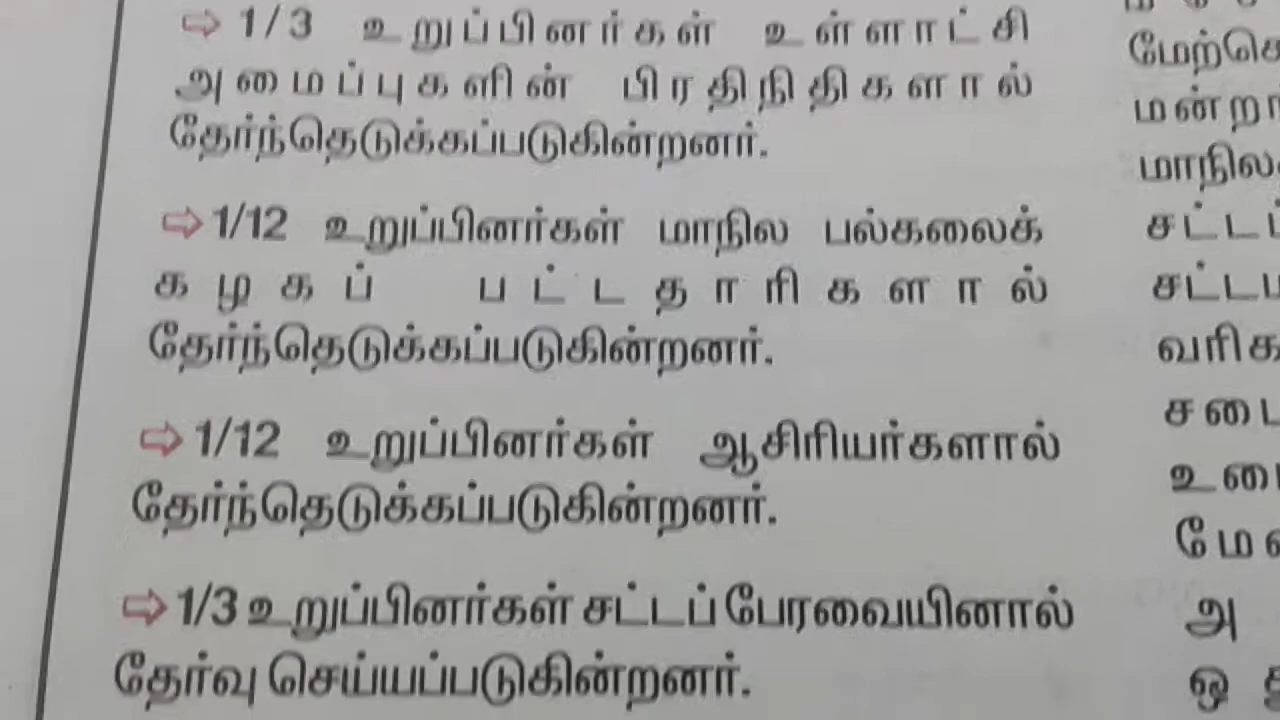 ⇨ 1/3 உறுப்பினர்கள் உள்ளாட்சி
அமைப்புகளின் பிரதிநிதிகளால்
தேர்ந்தெடுக்கப்படுகின்றனர்.
⇨ 1/12 உறுப்பினர்கள் மாநில பல்கலைக்
கழகப் பட்டதாரிகளால்
தேர்ந்தெடுக்கப்படுகின்றனர்.
⇨ 1/12 உறுப்பினர்கள் ஆசிரியர்களால்
தேர்ந்தெடுக்கப்படுகின்றனர்.
⇨ 1/3 உறுப்பினர்கள் சட்டப்பேரவையினால்
தேர்வு செய்யப்படுகின்றனர்.